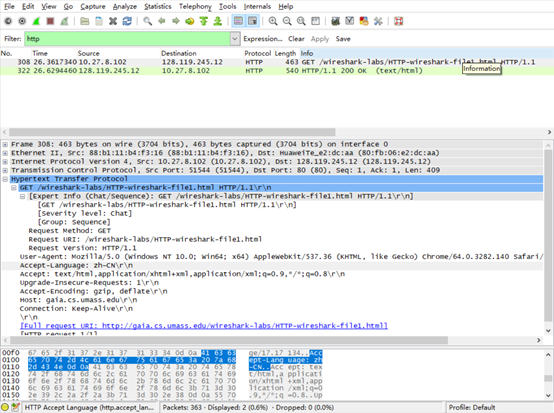 File Edit View Go Capture Analyze Statistics Telephony Tools Internals Help
Filter: http Expression... Clear Apply Save
No. Time Source Destination Protocol Length Info
308 26.3617340 10.27.8.102 128.119.245.12 HTTP 463 GET /wireshark-labs/HTTP-wireshark-file1.html HTTP/1.1
322 26.6294460 128.119.245.12 10.27.8.102 HTTP 540 HTTP/1.1 200 OK (text/html)
Information
Frame 308: 463 bytes on wire (3704 bits), 463 bytes captured (3704 bits) on interface 0
Ethernet II, Src: 88:b1:11:b4:f3:16 (88:b1:11:b4:f3:16), Dst: HuaweiTe_e2:dc:aa (80:fb:06:e2:dc:aa)
Internet Protocol Version 4, Src: 10.27.8.102 (10.27.8.102), Dst: 128.119.245.12 (128.119.245.12)
Transmission Control Protocol, Src Port: 51544 (51544), Dst Port: 80 (80), Seq: 1, Ack: 1, Len: 409
Hypertext Transfer Protocol
GET /wireshark-labs/HTTP-wireshark-file1.html HTTP/1.1\r\n
[Expert Info (Chat/Sequence): GET /wireshark-labs/HTTP-wireshark-file1.html HTTP/1.1\r\n]
[GET /wireshark-labs/HTTP-wireshark-file1.html HTTP/1.1\r\n]
[Severity level: Chat]
[Group: Sequence]
Request Method: GET
Request URI: /wireshark-labs/HTTP-wireshark-file1.html
Request Version: HTTP/1.1
User-Agent: Mozilla/5.0 (Windows NT 10.0; Win64; x64) AppleWebKit/537.36 (KHTML, like Gecko) Chrome/64.0.3282.140 Safari/
Accept-Language: zh-CN\r\n
Accept: text/html,application/xhtml+xml,application/xml;q=0.9,*/*;q=0.8\r\n
Upgrade-Insecure-Requests: 1\r\n
Accept-Encoding: gzip, deflate\r\n
Host: gaia.cs.umass.edu\r\n
Connection: Keep-Alive\r\n
\r\n
[Full request URI: http://gaia.cs.umass.edu/wireshark-labs/HTTP-wireshark-file1.html]
[HTTP request 1/1]
00f0 67 65 2f 31 37 2e 31 37 31 33 34 0d 0a 41 63 63 ge/17.17 134..Acc
0100 65 70 74 2d 4c 61 6e 67 75 61 67 65 3a 20 7a 68 ept-Lang uage: zh
0110 2d 43 4e 0d 0a 41 63 63 65 70 74 3a 20 74 65 78 -CN..Acc ept: tex
0120 74 2f 68 74 6d 6c 2c 61 70 70 6c 69 63 61 74 69 t/html,a pplicati
0130 6f 6e 2f 78 68 74 6d 6c 2b 78 6d 6c 2c 61 70 70 on/xhtml +xml,app
0140 6c 69 63 61 74 69 6f 6e 2f 78 6d 6c 3b 71 3d 30 lication /xml;q=0
0150 2e 39 2c 2a 2f 2a 3b 71 3d 30 2e 38 0d 0a 55 70 .9,*/*;q =0.8..Up
HTTP Accept Language (http.accept_lan... Packets: 363 · Displayed: 2 (0.6%) · Dropped: 0 (0.0%) Profile: Default